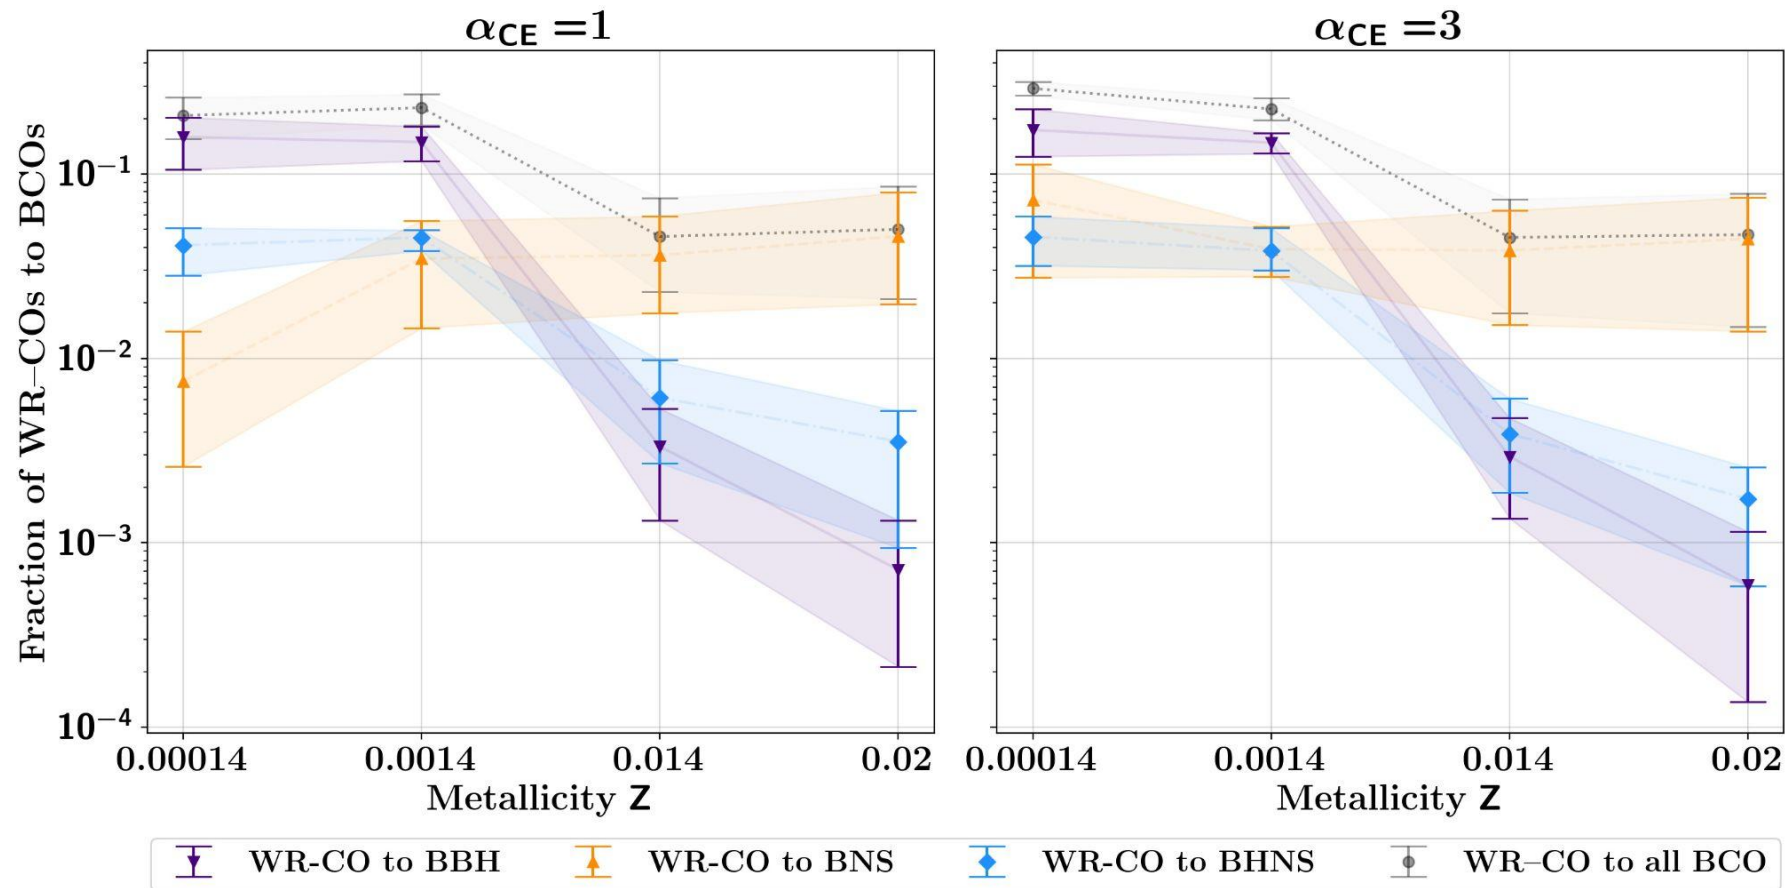 α_CE =1
α_CE =3
Fraction of WR–COs to BCOs
10⁻¹
10⁻²
10⁻³
10⁻⁴
0.00014 0.0014 0.014 0.02
0.00014 0.0014 0.014 0.02
Metallicity Z
Metallicity Z
WR-CO to BBH WR-CO to BNS WR-CO to BHNS WR–CO to all BCO